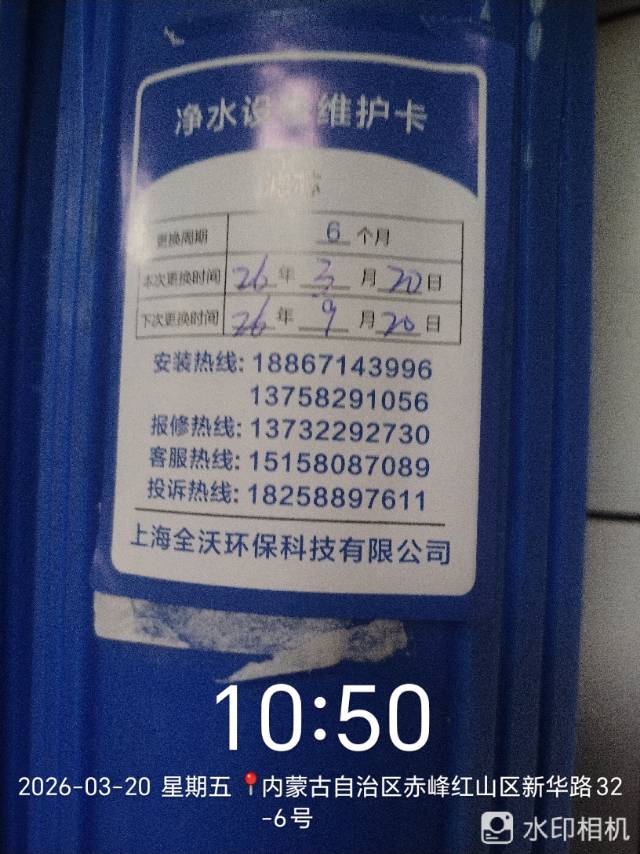 净水设备维护卡
更换周期 6 个月
本次更换时间 26 年 3 月 20 日
下次更换时间 26 年 9 月 20 日
安装热线: 18867143996
13758291056
报修热线: 13732292730
客服热线: 15158087089
投诉热线: 18258897611
上海全沃环保科技有限公司
10:50
2026-03-20 星期五 内蒙古自治区赤峰红山区新华路32
-6号
水印相机